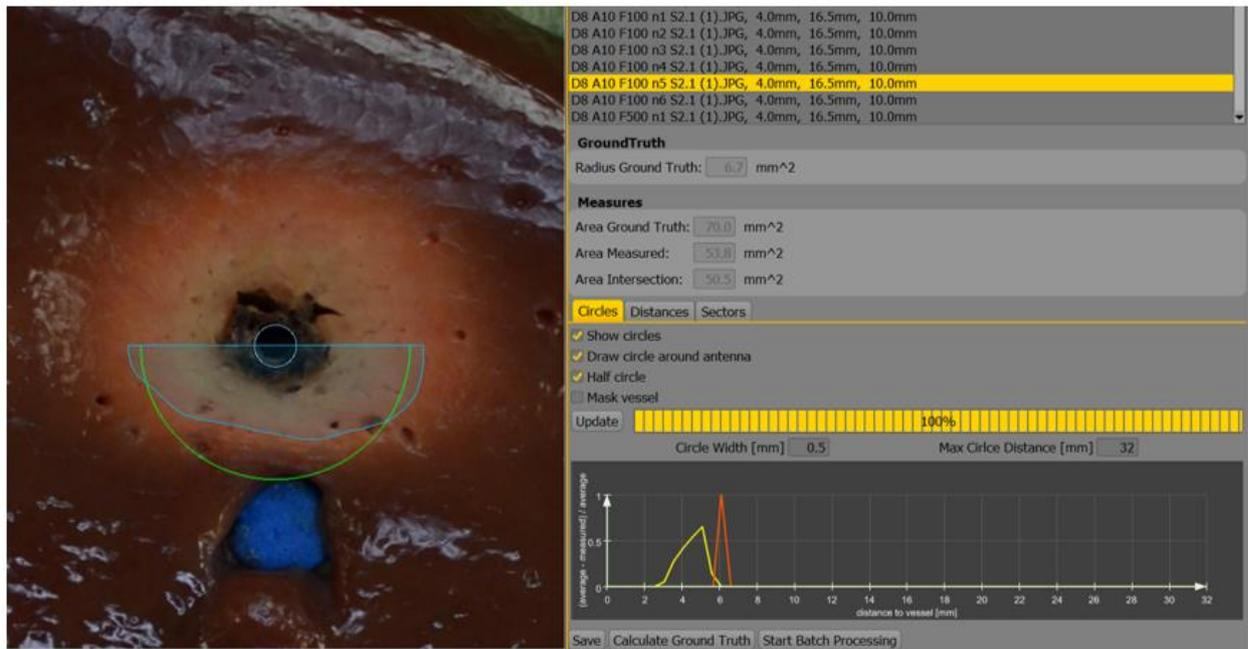 D8 A10 F100 n1 S2.1 (1).JPG, 4.0mm, 16.5mm, 10.0mm
D8 A10 F100 n2 S2.1 (1).JPG, 4.0mm, 16.5mm, 10.0mm
D8 A10 F100 n3 S2.1 (1).JPG, 4.0mm, 16.5mm, 10.0mm
D8 A10 F100 n4 S2.1 (1).JPG, 4.0mm, 16.5mm, 10.0mm
D8 A10 F100 n5 S2.1 (1).JPG, 4.0mm, 16.5mm, 10.0mm
D8 A10 F100 n6 S2.1 (1).JPG, 4.0mm, 16.5mm, 10.0mm
D8 A10 F500 n1 S2.1 (1).JPG, 4.0mm, 16.5mm, 10.0mm
GroundTruth
Radius Ground Truth: 6.7 mm^2
Measures
Area Ground Truth: 70.0 mm^2
Area Measured: 53.8 mm^2
Area Intersection: 50.5 mm^2
Circles Distances Sectors
Show circles
Draw circle around antenna
Half circle
Mask vessel
Update 100%
Circle Width [mm] 0.5 Max Cirlce Distance [mm] 32
(average - measured) / average
1
0.5
0
0 2 4 6 8 10 12 14 16 18 20 22 24 26 28 30 32
distance to vessel [mm]
Save Calculate Ground Truth Start Batch Processing